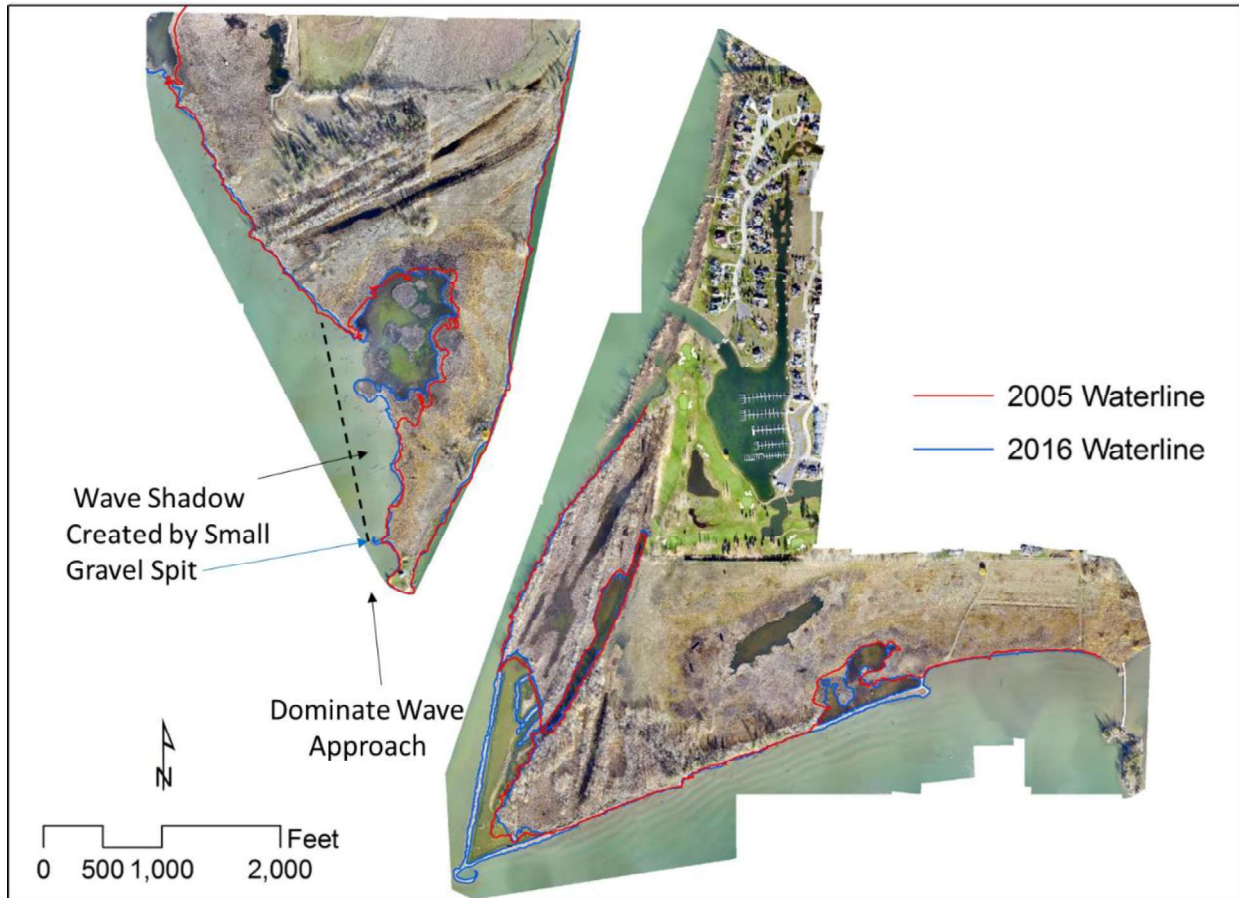 2005 Waterline
2016 Waterline
Wave Shadow
Created by Small
Gravel Spit
Dominate Wave
Approach
N
Feet
0 500 1,000 2,000